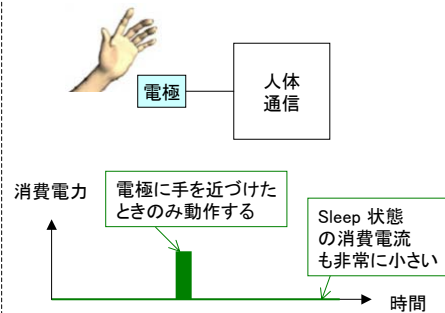 電極
人体
通信
消費電力
電極に手を近づけた
ときのみ動作する
Sleep 状態
の消費電流
も非常に小さい
時間